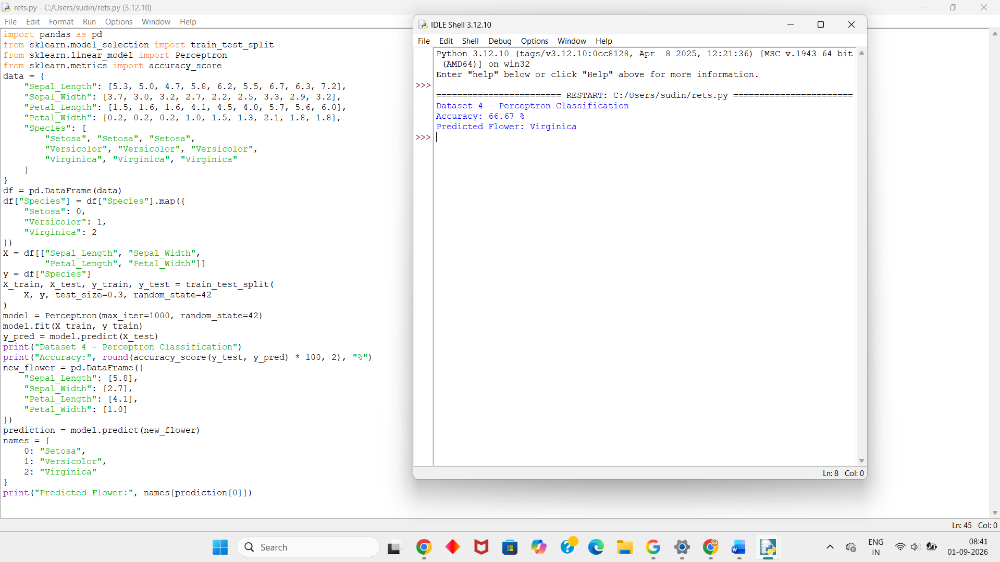 rets.py - C:/Users/sudin/rets.py (3.12.10)
File Edit Format Run Options Window Help
import pandas as pd
from sklearn.model_selection import train_test_split
from sklearn.linear_model import Perceptron
from sklearn.metrics import accuracy_score
data = {
    "Sepal_Length": [5.3, 5.0, 4.7, 5.8, 6.2, 5.5, 6.7, 6.3, 7.2],
    "Sepal_Width": [3.7, 3.0, 3.2, 2.7, 2.2, 2.5, 3.3, 2.9, 3.2],
    "Petal_Length": [1.5, 1.6, 1.6, 4.1, 4.5, 4.0, 5.7, 5.6, 6.0],
    "Petal_Width": [0.2, 0.2, 0.2, 1.0, 1.5, 1.3, 2.1, 1.8, 1.8],
    "Species": [
        "Setosa", "Setosa", "Setosa",
        "Versicolor", "Versicolor", "Versicolor",
        "Virginica", "Virginica", "Virginica"
    ]
}
df = pd.DataFrame(data)
df["Species"] = df["Species"].map({
    "Setosa": 0,
    "Versicolor": 1,
    "Virginica": 2
})
X = df[["Sepal_Length", "Sepal_Width",
        "Petal_Length", "Petal_Width"]]
y = df["Species"]
X_train, X_test, y_train, y_test = train_test_split(
    X, y, test_size=0.3, random_state=42
)
model = Perceptron(max_iter=1000, random_state=42)
model.fit(X_train, y_train)
y_pred = model.predict(X_test)
print("Dataset 4 - Perceptron Classification")
print("Accuracy:", round(accuracy_score(y_test, y_pred) * 100, 2), "%")
new_flower = pd.DataFrame({
    "Sepal_Length": [5.8],
    "Sepal_Width": [2.7],
    "Petal_Length": [4.1],
    "Petal_Width": [1.0]
})
prediction = model.predict(new_flower)
names = {
    0: "Setosa",
    1: "Versicolor",
    2: "Virginica"
}
print("Predicted Flower:", names[prediction[0]])
Ln: 45 Col: 0
IDLE Shell 3.12.10
File Edit Shell Debug Options Window Help
Python 3.12.10 (tags/v3.12.10:0cc8128, Apr  8 2025, 12:21:36) [MSC v.1943 64 bit
 (AMD64)] on win32
Enter "help" below or click "Help" above for more information.
>>>
======================== RESTART: C:/Users/sudin/rets.py =======================
Dataset 4 - Perceptron Classification
Accuracy: 66.67 %
Predicted Flower: Virginica
>>>
Ln: 8 Col: 0
Search
ENG
IN
08:41
01-09-2026